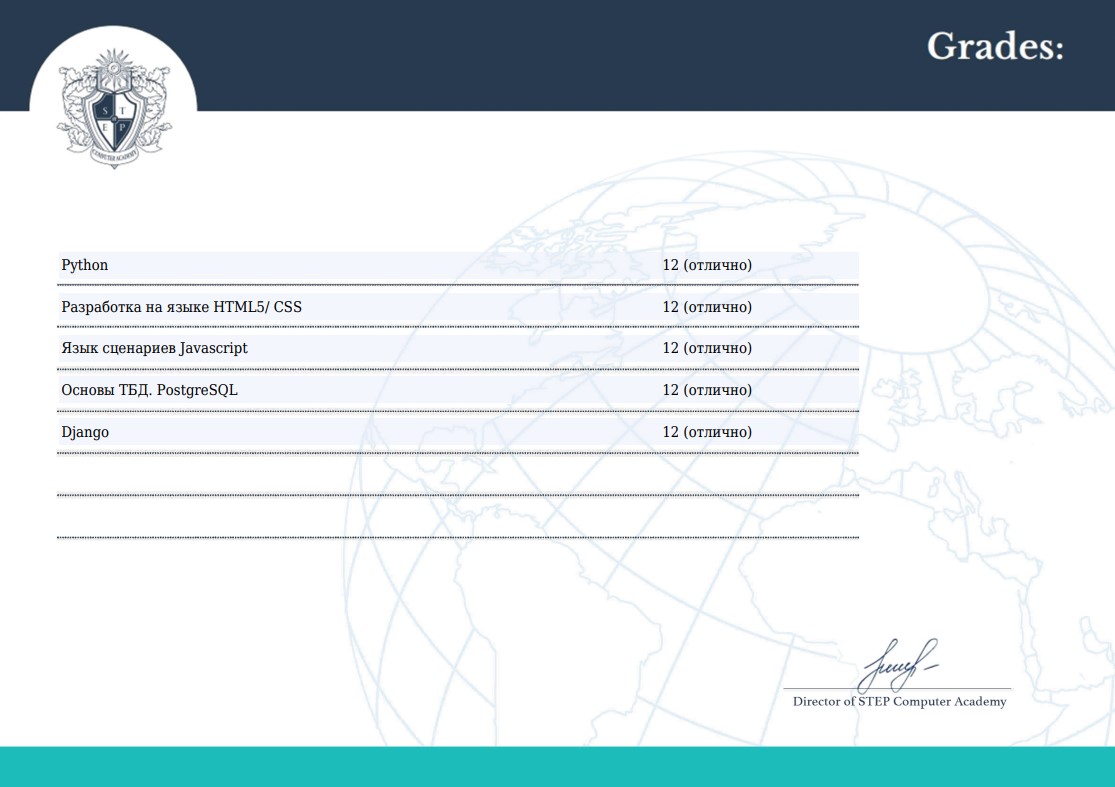 Grades:
S T
E P
COMPUTER ACADEMY
Python 12 (отлично)
Разработка на языке HTML5/ CSS 12 (отлично)
Язык сценариев Javascript 12 (отлично)
Основы ТБД. PostgreSQL 12 (отлично)
Django 12 (отлично)
Director of STEP Computer Academy